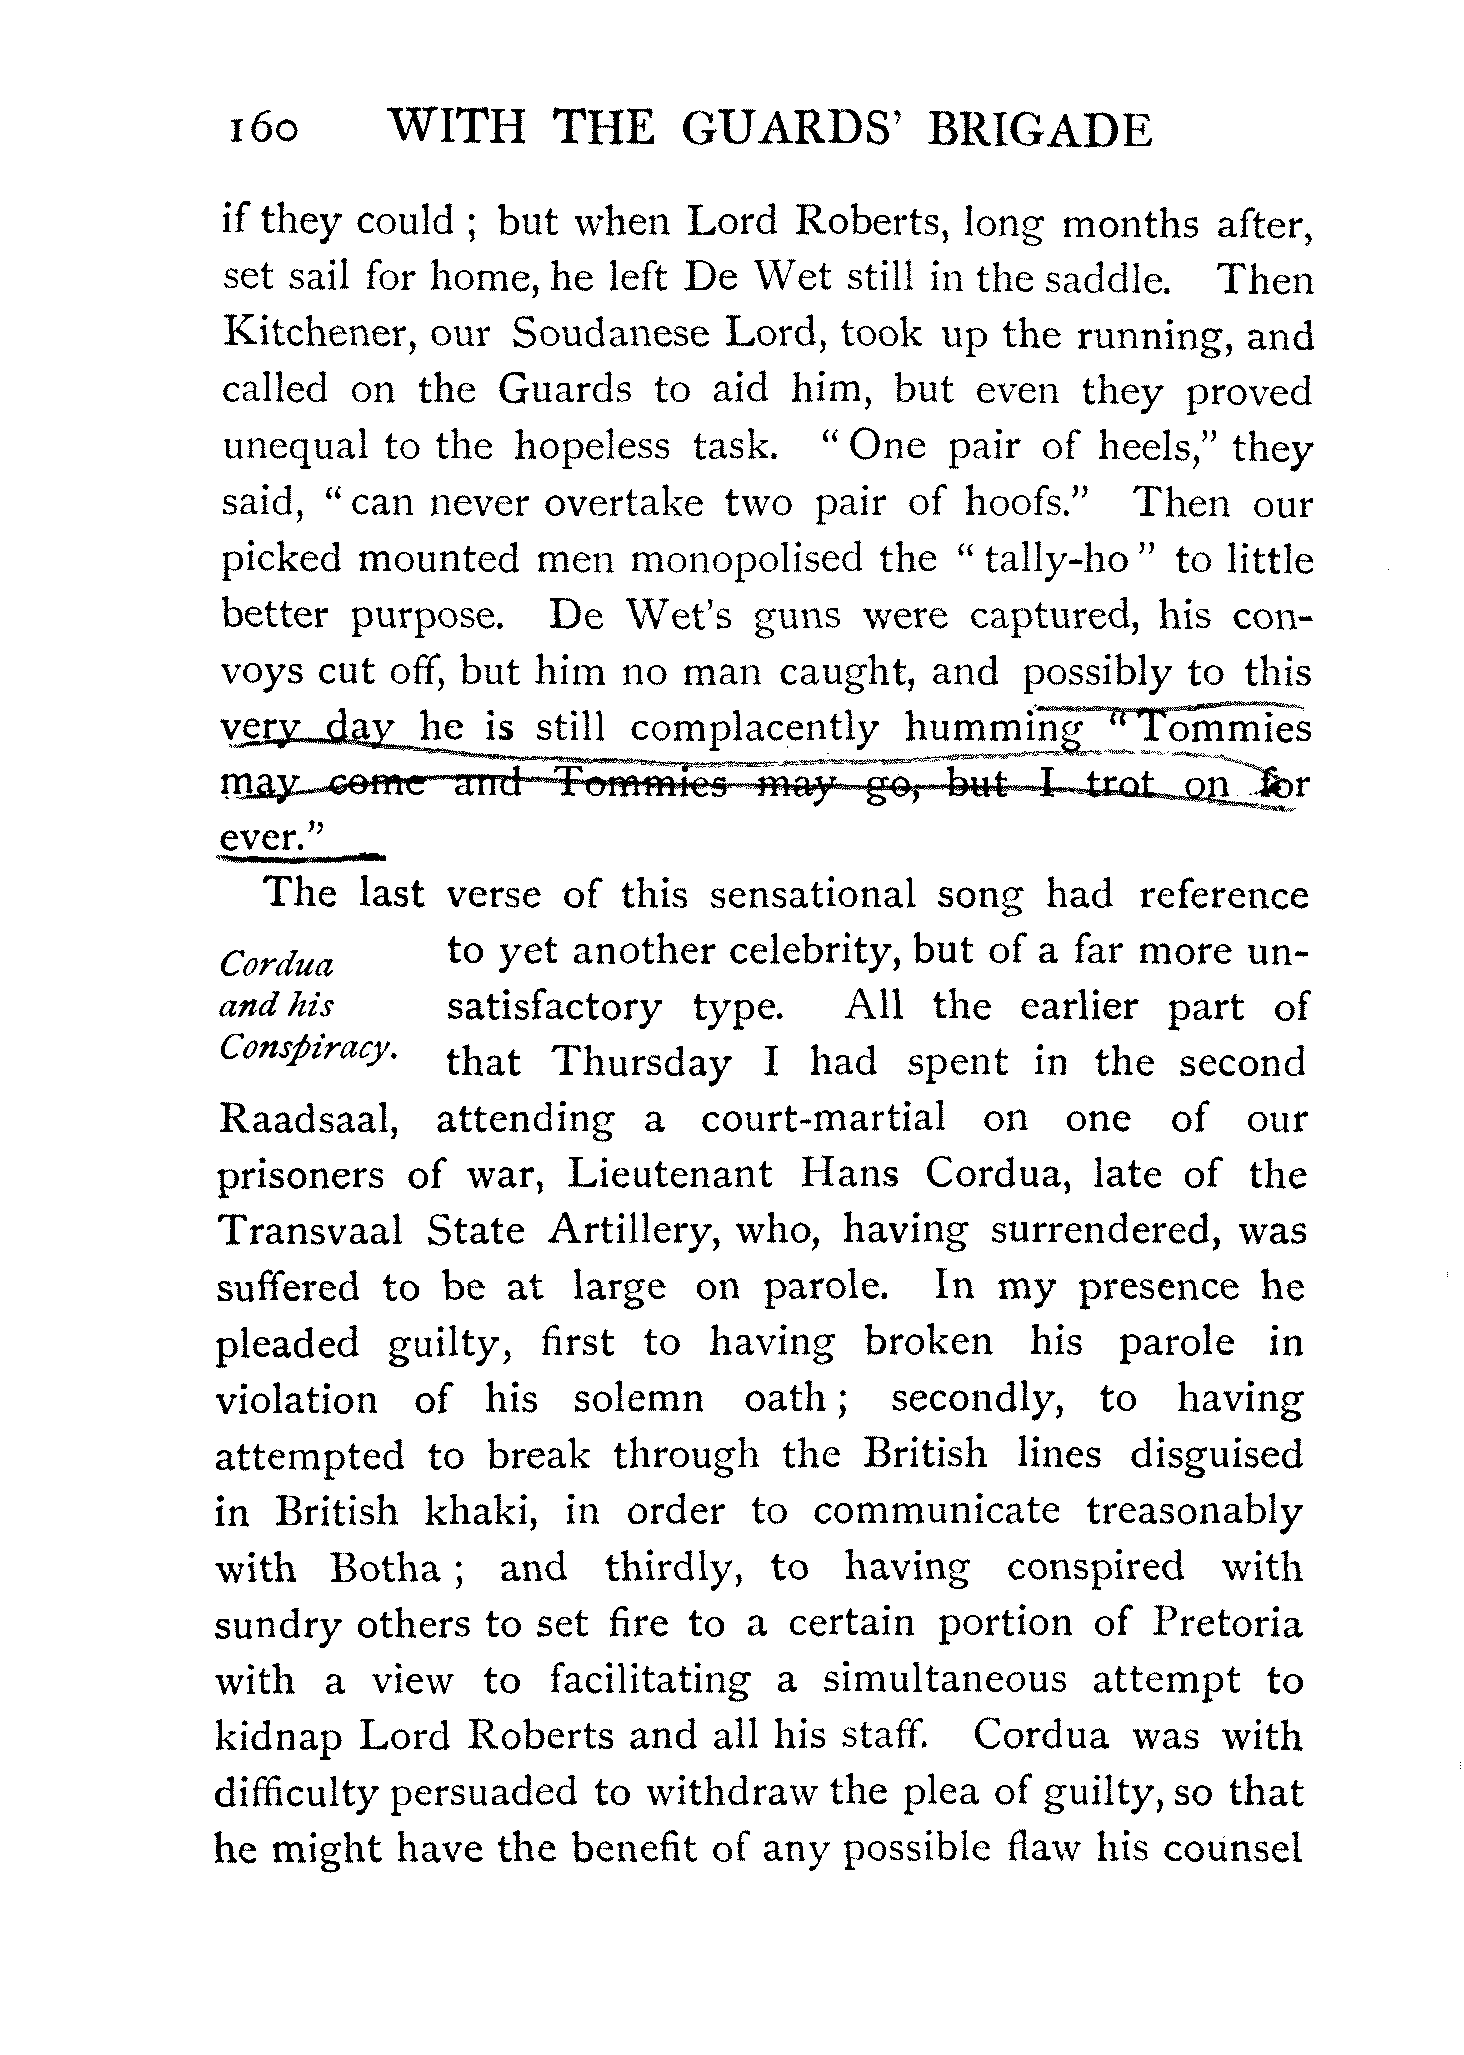 160 WITH THE GUARDS' BRIGADE
if they could ; but when Lord Roberts, long months after,
set sail for home, he left De Wet still in the saddle. Then
Kitchener, our Soudanese Lord, took up the running, and
called on the Guards to aid him, but even they proved
unequal to the hopeless task. “ One pair of heels,” they
said, “ can never overtake two pair of hoofs.” Then our
picked mounted men monopolised the “ tally-ho ” to little
better purpose. De Wet's guns were captured, his con-
voys cut off, but him no man caught, and possibly to this
very day he is still complacently humming “ Tommies
may come and Tommies may go, but I trot on for
ever.”
The last verse of this sensational song had reference
Cordua
and his
Conspiracy.
to yet another celebrity, but of a far more un-
satisfactory type. All the earlier part of
that Thursday I had spent in the second
Raadsaal, attending a court-martial on one of our
prisoners of war, Lieutenant Hans Cordua, late of the
Transvaal State Artillery, who, having surrendered, was
suffered to be at large on parole. In my presence he
pleaded guilty, first to having broken his parole in
violation of his solemn oath ; secondly, to having
attempted to break through the British lines disguised
in British khaki, in order to communicate treasonably
with Botha ; and thirdly, to having conspired with
sundry others to set fire to a certain portion of Pretoria
with a view to facilitating a simultaneous attempt to
kidnap Lord Roberts and all his staff. Cordua was with
difficulty persuaded to withdraw the plea of guilty, so that
he might have the benefit of any possible flaw his counsel